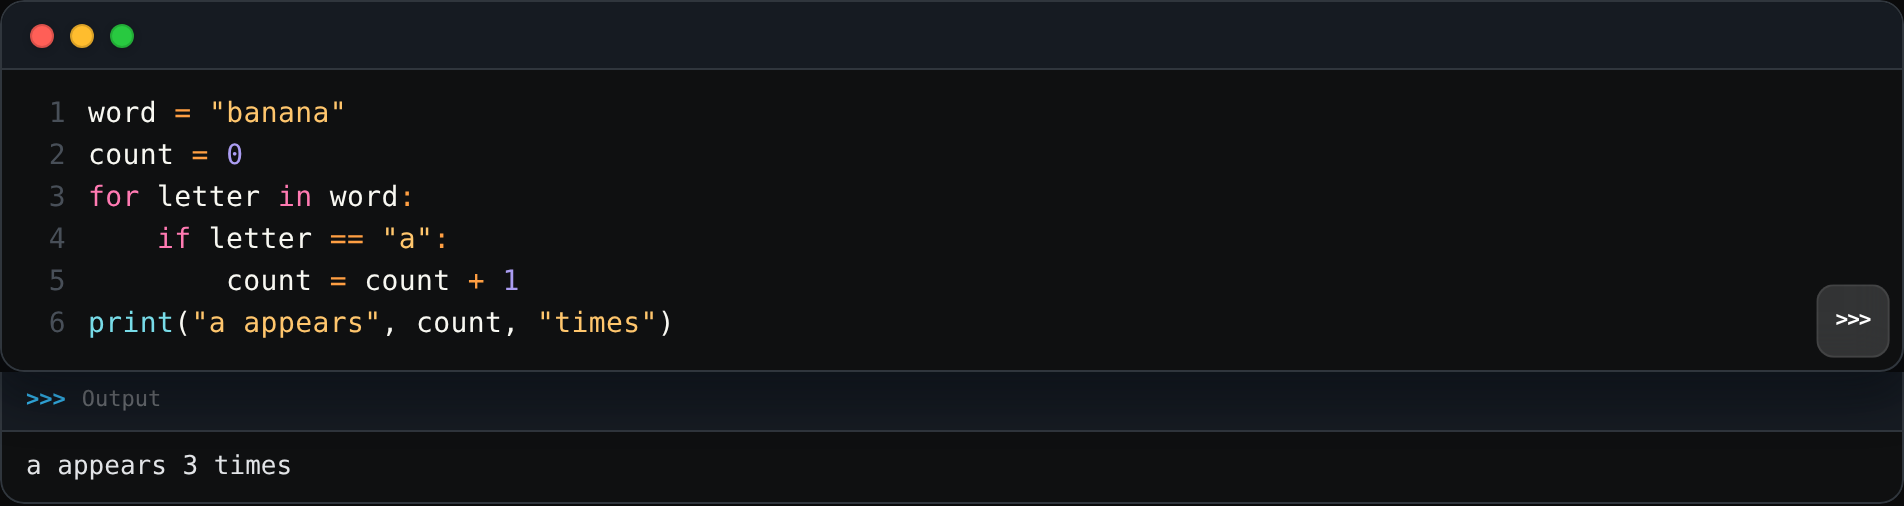 1 word = "banana"
2 count = 0
3 for letter in word:
4     if letter == "a":
5         count = count + 1
6 print("a appears", count, "times")
>>>
>>> Output
a appears 3 times